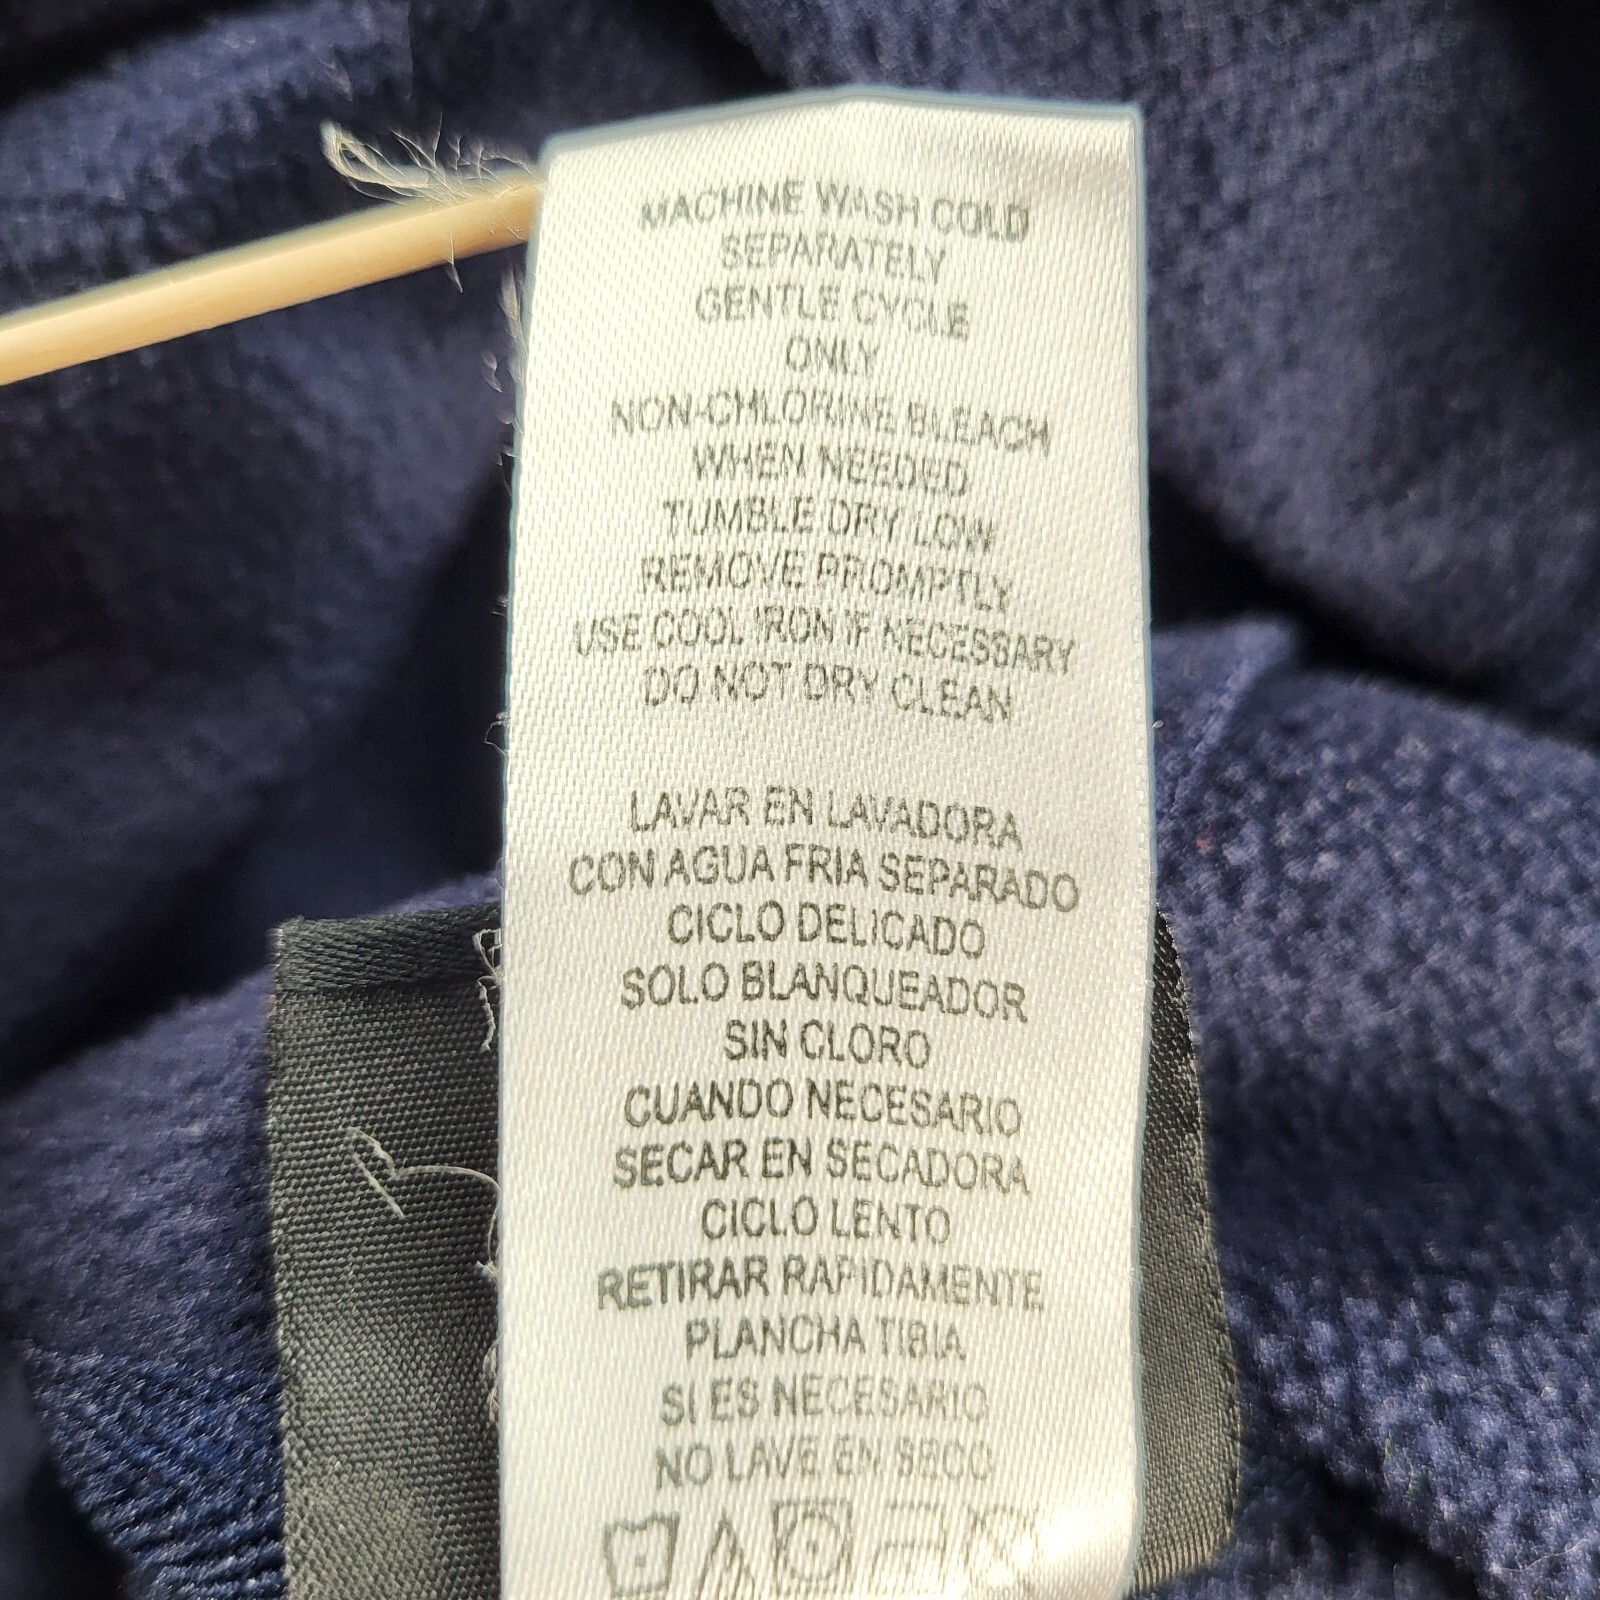 MACHINE WASH COLD
SEPARATELY
GENTLE CYCLE
ONLY
NON-CHLORINE BLEACH
WHEN NEEDED
TUMBLE DRY LOW
REMOVE PROMPTLY
USE COOL IRON IF NECESSARY
DO NOT DRY CLEAN
LAVAR EN LAVADORA
CON AGUA FRIA SEPARADO
CICLO DELICADO
SOLO BLANQUEADOR
SIN CLORO
CUANDO NECESARIO
SECAR EN SECADORA
CICLO LENTO
RETIRAR RAPIDAMENTE
PLANCHA TIBIA
SI ES NECESARIO
NO LAVE EN SECO